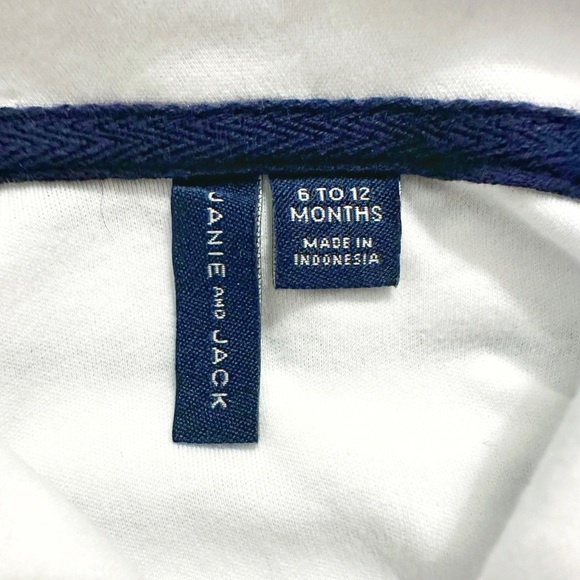 JANIE AND JACK
6 TO 12
MONTHS
MADE IN
INDONESIA